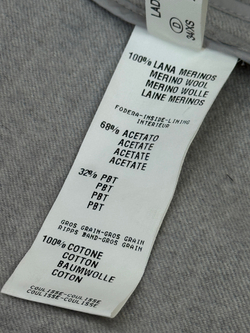 LAD
D
34/XS
100% LANA MERINOS
MERINO WOOL
MERINO WOLLE
LAINE MERINOS
FODERA-INSIDE-LINING
INTERIEUR
68% ACETATO
ACETATE
ACETATE
ACETATE
32% PBT
PBT
PBT
PBT
GROS GRAIN-GROS GRAIN
RIPPS BAND-GROS GRAIN
100% COTONE
COTTON
BAUMWOLLE
COTON
COULISSE-COULISSE
COULISSE-COULISSE